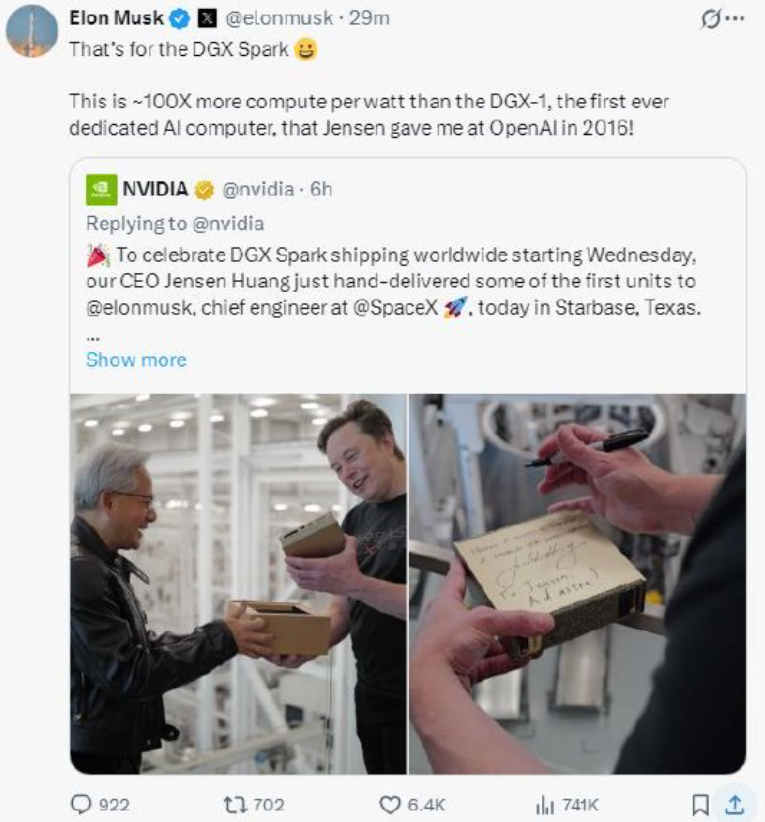 Elon Musk @elonmusk · 29m
That's for the DGX Spark 😀
This is ~100X more compute per watt than the DGX-1, the first ever
dedicated AI computer, that Jensen gave me at OpenAI in 2016!
NVIDIA @nvidia · 6h
Replying to @nvidia
🎉 To celebrate DGX Spark shipping worldwide starting Wednesday,
our CEO Jensen Huang just hand-delivered some of the first units to
@elonmusk, chief engineer at @SpaceX 🚀, today in Starbase, Texas.
...
Show more
To Jensen,
Ad astra!
922 702 6.4K 741K